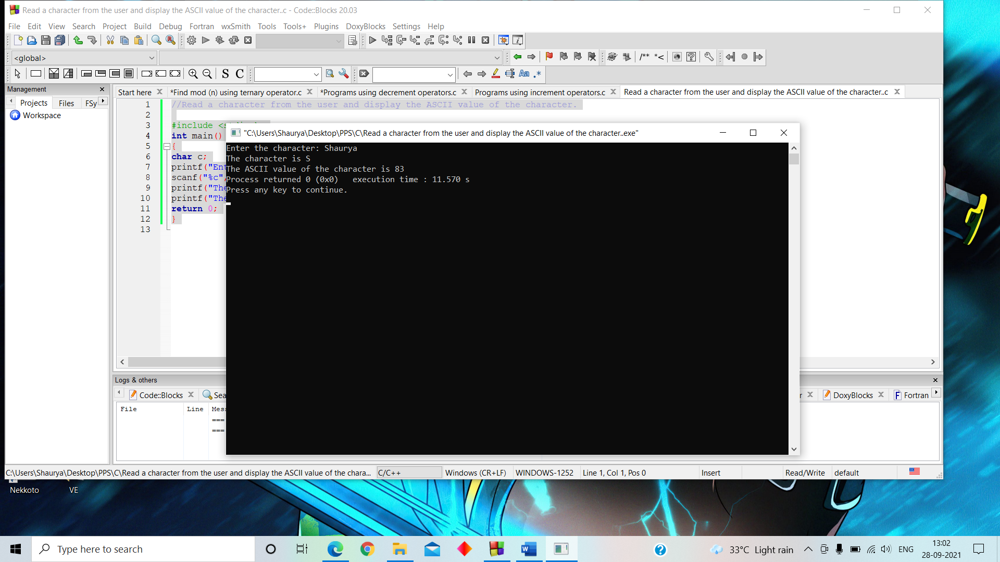 Read a character from the user and display the ASCII value of the character..c - Code::Blocks 20.03
File Edit View Search Project Build Debug Fortran wxSmith Tools Tools+ Plugins DoxyBlocks Settings Help
<global>
/** *<
S C
Aa .*
Management
Projects Files FSy
Workspace
Start here *Find mod (n) using ternary operator.c *Programs using decrement operators.c Programs using increment operators.c Read a character from the user and display the ASCII value of the character..c
1 //Read a character from the user and display the ASCII value of the character.
2
3 #include <
4 int main()
5 {
6 char c;
7 printf("Ent
8 scanf("%c"
9 printf("The
10 printf("The
11 return 0;
12 }
13
"C:\Users\Shaurya\Desktop\PPS\C\Read a character from the user and display the ASCII value of the character..exe"
Enter the character: Shaurya
The character is S
The ASCII value of the character is 83
Process returned 0 (0x0)   execution time : 11.570 s
Press any key to continue.
Logs & others
Code::Blocks Sea r DoxyBlocks Fortran
File Line Mess
===
===
C:\Users\Shaurya\Desktop\PPS\C\Read a character from the user and display the ASCII value of the chara... C/C++ Windows (CR+LF) WINDOWS-1252 Line 1, Col 1, Pos 0 Insert Read/Write default
Nekkoto VE
Type here to search
33°C Light rain ENG
13:02
28-09-2021